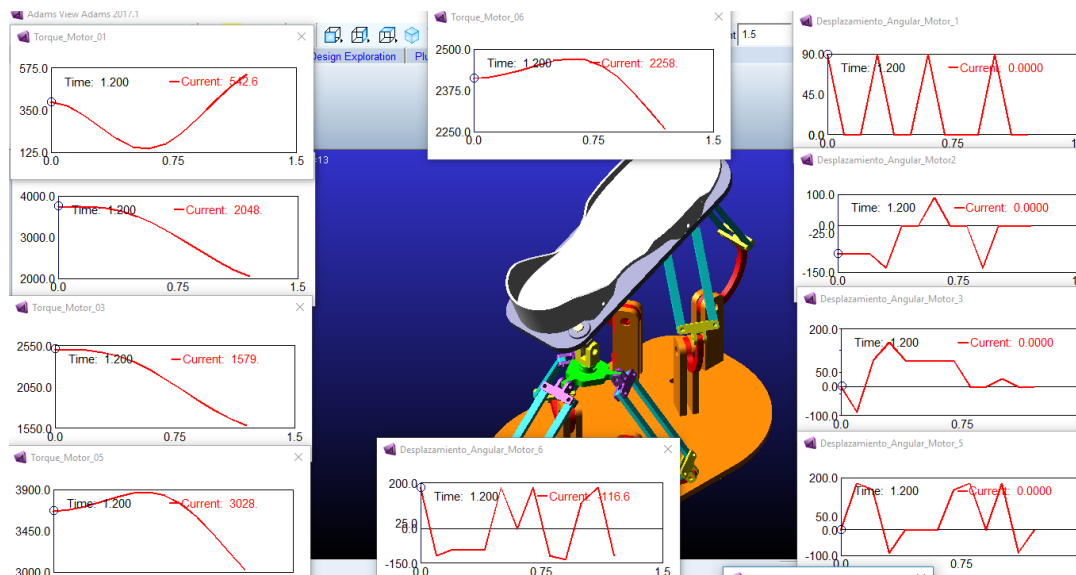 Adams View Adams 2017.1
Torque_Motor_01
575.0
350.0
125.0
Time: 1.200
Current: 542.6
0.0
0.75
1.5
4000.0
3000.0
2000.0
Time: 1.200
Current: 2048.
0.0
0.75
1.5
Torque_Motor_03
2550.0
2050.0
1550.0
Time: 1.200
Current: 1579.
0.0
0.75
1.5
Torque_Motor_05
3900.0
3450.0
3000.0
Time: 1.200
Current: 3028.
Torque_Motor_06
2500.0
2375.0
2250.0
Time: 1.200
Current: 2258.
0.0
0.75
1.5
Design Exploration
1.5
Desplazamiento_Angular_Motor_6
200.0
25.0
0.0
-150.0
Time: 1.200
Current: -116.6
0.0
0.75
1.5
Desplazamiento_Angular_Motor_1
90.0
45.0
0.0
Time: 1.200
Current: 0.0000
0.0
0.75
Desplazamiento_Angular_Motor2
100.0
0.0
-25.0
-150.0
Time: 1.200
Current: 0.0000
0.0
0.75
Desplazamiento_Angular_Motor_3
200.0
50.0
0.0
-100.0
Time: 1.200
Current: 0.0000
0.0
0.75
Desplazamiento_Angular_Motor_5
200.0
50.0
0.0
-100.0
Time: 1.200
Current: 0.0000
0.0
0.75